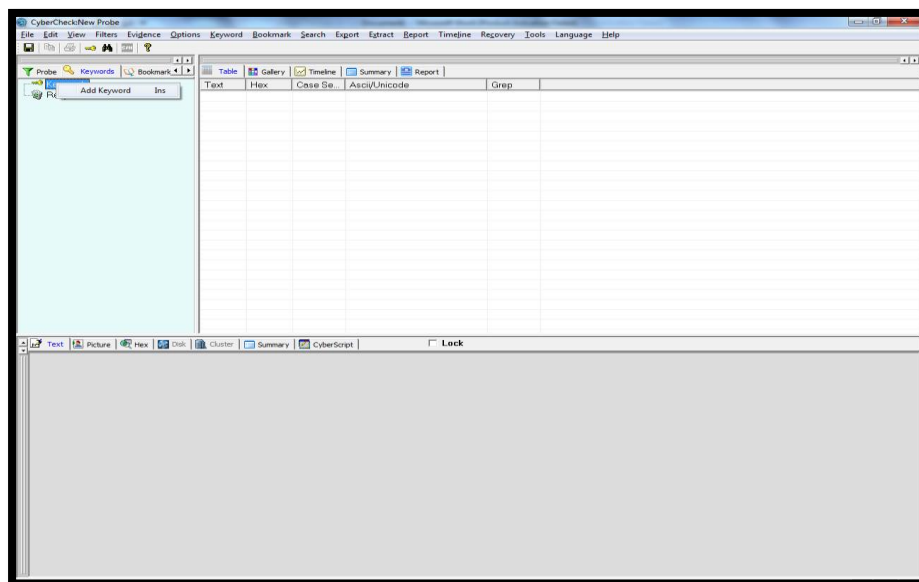 CyberCheck:New Probe
File Edit View Filters Evidence Options Keyword Bookmark Search Export Extract Report Timeline Recovery Tools Language Help
Probe Keywords Bookmark Table Gallery Timeline Summary Report
Text Hex Case Se... Ascii/Unicode Grep
Add Keyword Ins
Text Picture Hex Disk Cluster Summary CyberScript Lock